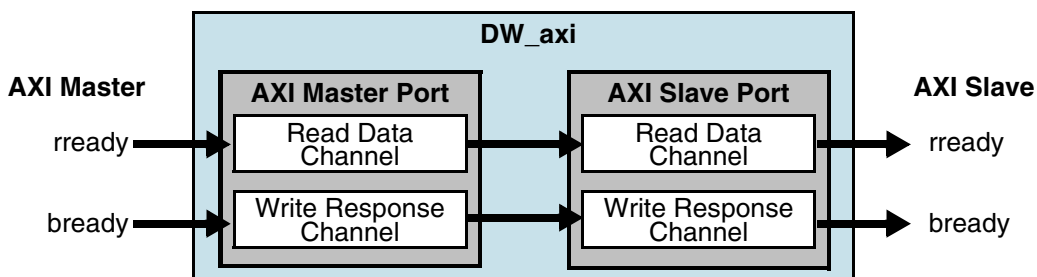 DW_axi
AXI Master
AXI Master Port
AXI Slave Port
AXI Slave
rready
Read Data
Channel
Read Data
Channel
rready
bready
Write Response
Channel
Write Response
Channel
bready